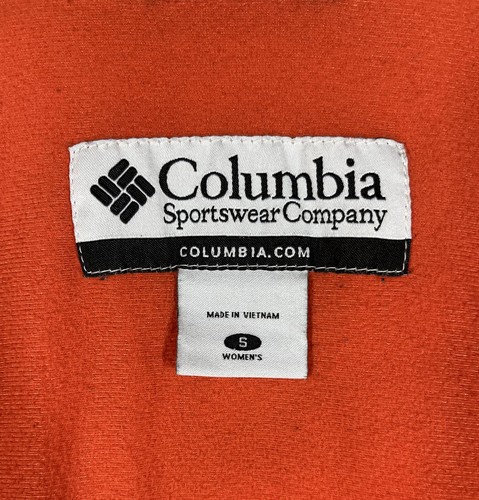 Columbia
Sportswear Company
COLUMBIA.COM
MADE IN VIETNAM
S
WOMEN'S